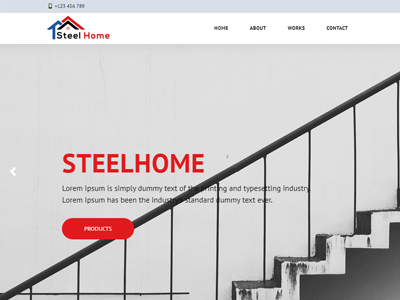 +123 456 789
Steel Home
HOME
ABOUT
WORKS
CONTACT
STEELHOME
Lorem Ipsum is simply dummy text of the printing and typesetting industry.
Lorem Ipsum has been the industry's standard dummy text ever.
PRODUCTS